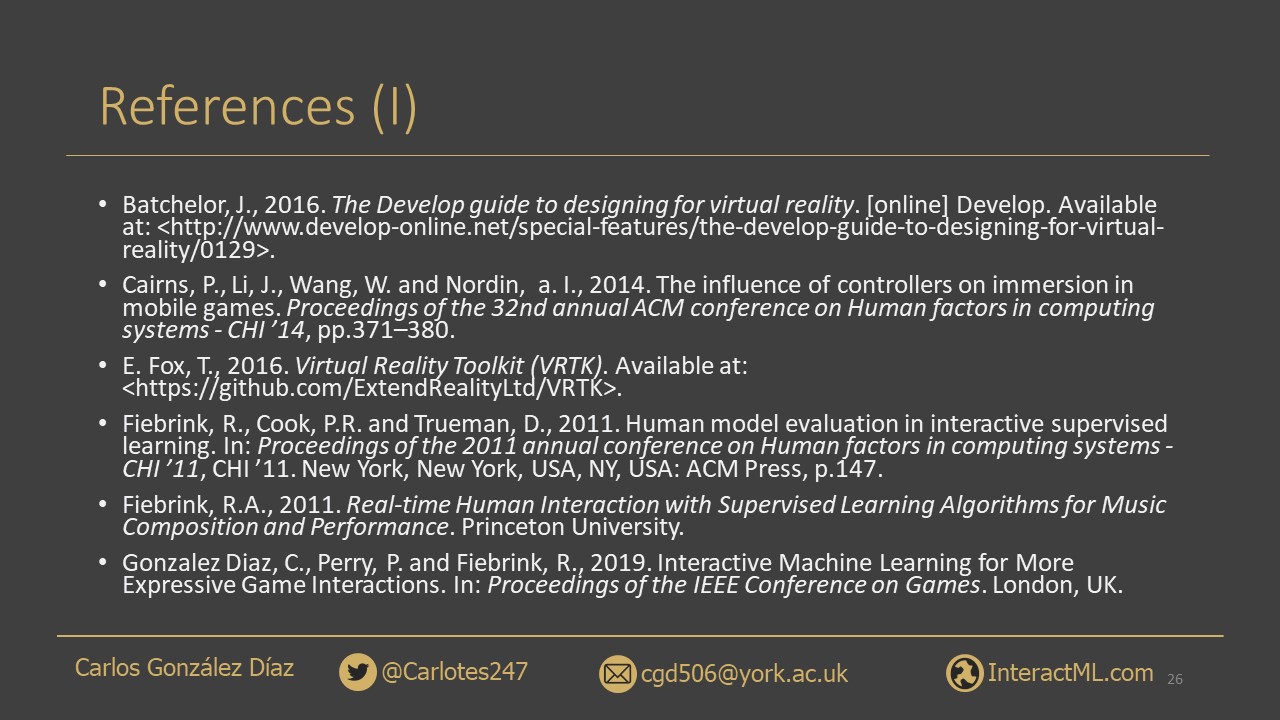 References (I)
• Batchelor, J., 2016. The Develop guide to designing for virtual reality. [online] Develop. Available
at: <http://www.develop-online.net/special-features/the-develop-guide-to-designing-for-virtual-
reality/0129>.
• Cairns, P., Li, J., Wang, W. and Nordin,  a. I., 2014. The influence of controllers on immersion in
mobile games. Proceedings of the 32nd annual ACM conference on Human factors in computing
systems - CHI ’14, pp.371–380.
• E. Fox, T., 2016. Virtual Reality Toolkit (VRTK). Available at:
<https://github.com/ExtendRealityLtd/VRTK>.
• Fiebrink, R., Cook, P.R. and Trueman, D., 2011. Human model evaluation in interactive supervised
learning. In: Proceedings of the 2011 annual conference on Human factors in computing systems -
CHI ’11, CHI ’11. New York, New York, USA, NY, USA: ACM Press, p.147.
• Fiebrink, R.A., 2011. Real-time Human Interaction with Supervised Learning Algorithms for Music
Composition and Performance. Princeton University.
• Gonzalez Diaz, C., Perry, P. and Fiebrink, R., 2019. Interactive Machine Learning for More
Expressive Game Interactions. In: Proceedings of the IEEE Conference on Games. London, UK.
Carlos González Díaz @Carlotes247 cgd506@york.ac.uk InteractML.com 26